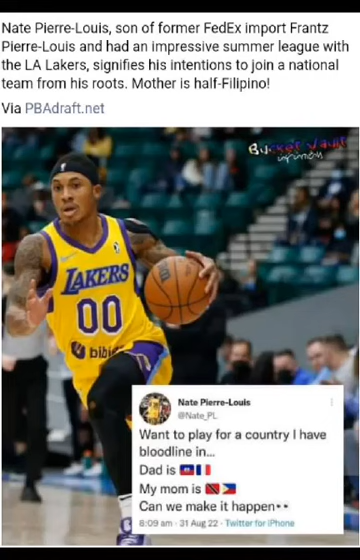 Nate Pierre-Louis, son of former FedEx import Frantz
Pierre-Louis and had an impressive summer league with
the LA Lakers, signifies his intentions to join a national
team from his roots. Mother is half-Filipino!
Via PBAdraft.net
Bucket Vault
LAKERS
00
bibigo
Nate Pierre-Louis
@Nate_PL
Want to play for a country I have
bloodline in...
Dad is 🇭🇹🇫🇷
My mom is 🇹🇹🇵🇭
Can we make it happen👀
8:09 am · 31 Aug 22 · Twitter for iPhone